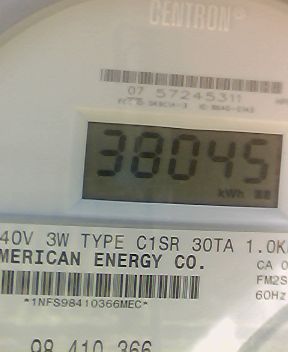 CENTRON®
07 57245311
38045
kWh
40V 3W TYPE C1SR 30TA 1.0K
MERICAN ENERGY CO.
CA 0
FM2S
60Hz
*1NFS98410366MEC*
98 410 366